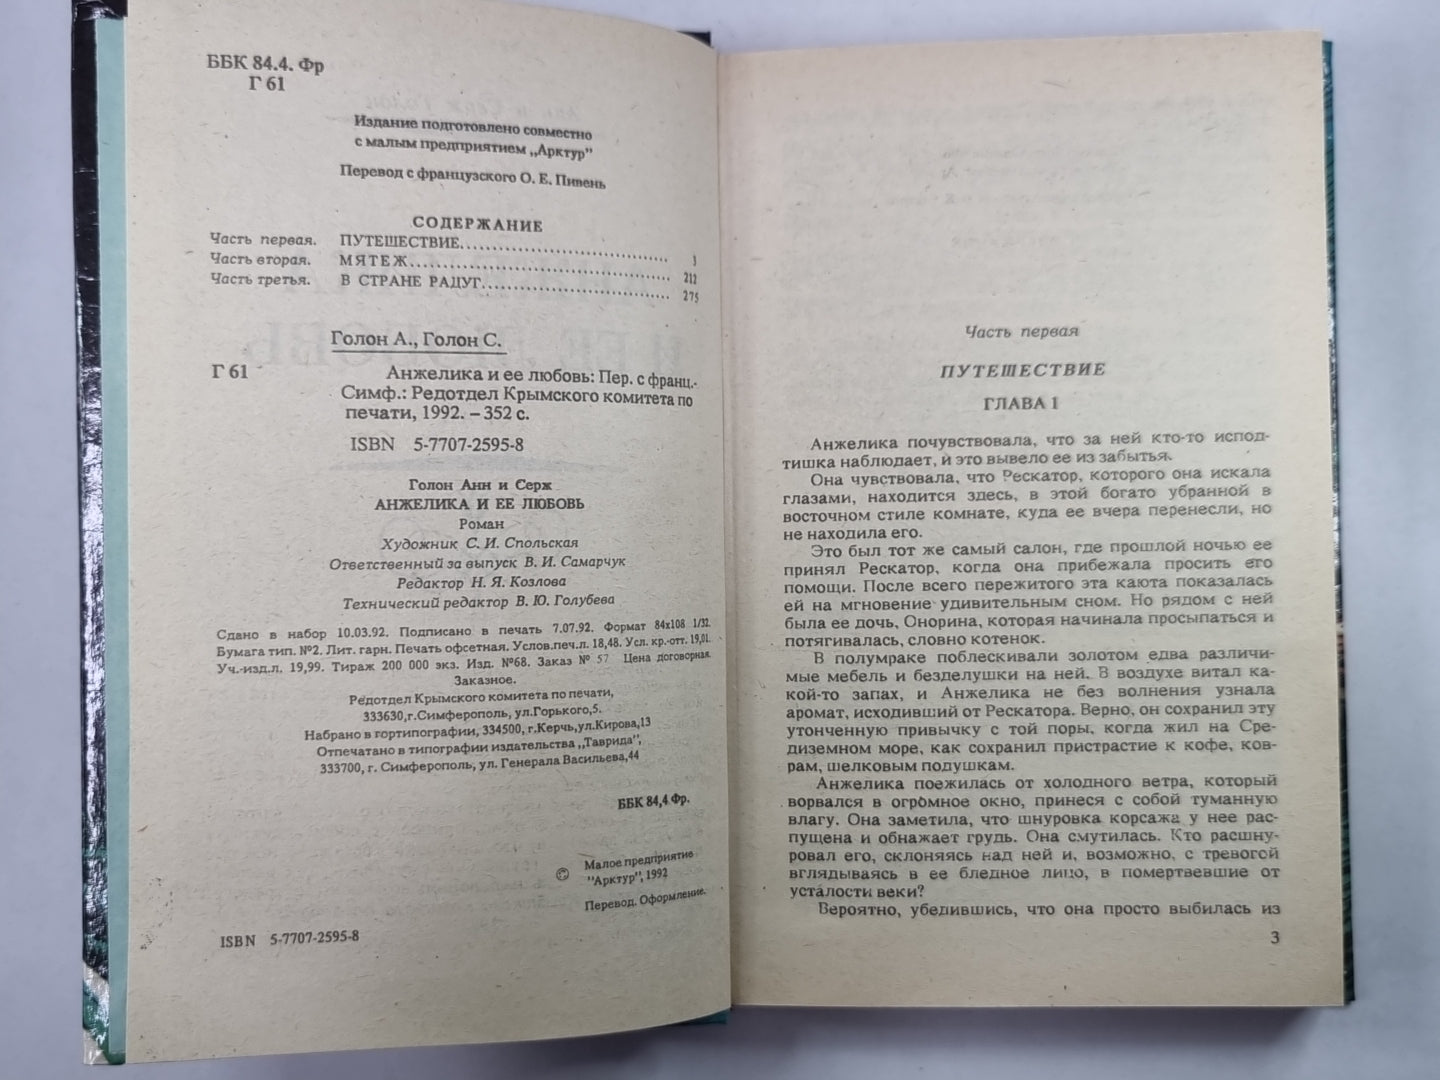 ББК 84.4. Фр
Г 61
Издание подготовлено совместно
с малым предприятием „Арктур”
Перевод с французского О. Е. Пивень
СОДЕРЖАНИЕ
Часть первая. ПУТЕШЕСТВИЕ........................................ 3
Часть вторая. МЯТЕЖ........................................ 212
Часть третья. В СТРАНЕ РАДУГ........................................ 275
Голон А., Голон С.
Г 61 Анжелика и ее любовь: Пер. с франц.-
Симф.: Редотдел Крымского комитета по
печати, 1992. – 352 с.
ISBN 5-7707-2595-8
Голон Анн и Серж
АНЖЕЛИКА И ЕЕ ЛЮБОВЬ
Роман
Художник С. И. Спольская
Ответственный за выпуск В. И. Самарчук
Редактор Н. Я. Козлова
Технический редактор В. Ю. Голубева
Сдано в набор 10.03.92. Подписано в печать 7.07.92. Формат 84х108 1/32.
Бумага тип. №2. Лит. гарн. Печать офсетная. Услов.печ.л. 18,48. Усл. кр.-отт. 19,01.
Уч.-изд.л. 19,99. Тираж 200 000 экз. Изд. №68. Заказ № 57 Цена договорная.
Заказное.
Редотдел Крымского комитета по печати,
333630,г.Симферополь, ул.Горького,5.
Набрано в гортипографии, 334500, г.Керчь,ул.Кирова,13
Отпечатано в типографии издательства „Таврида”,
333700, г. Симферополь, ул. Генерала Васильева,44
ББК 84,4 Фр.
© Малое предприятие
"Арктур", 1992
Перевод. Оформление.
ISBN 5-7707-2595-8
Часть первая
ПУТЕШЕСТВИЕ
ГЛАВА 1
Анжелика почувствовала, что за ней кто-то испод-
тишка наблюдает, и это вывело ее из забытья.
Она чувствовала, что Рескатор, которого она искала
глазами, находится здесь, в этой богато убранной в
восточном стиле комнате, куда ее вчера перенесли, но
не находила его.
Это был тот же самый салон, где прошлой ночью ее
принял Рескатор, когда она прибежала просить его
помощи. После всего пережитого эта каюта показалась
ей на мгновение удивительным сном. Но рядом с ней
была ее дочь, Онорина, которая начинала просыпаться и
потягивалась, словно котенок.
В полумраке поблескивали золотом едва различи-
мые мебель и безделушки на ней. В воздухе витал ка-
кой-то запах, и Анжелика не без волнения узнала
аромат, исходивший от Рескатора. Верно, он сохранил эту
утонченную привычку с той поры, когда жил на Сре-
диземном море, как сохранил пристрастие к кофе, ков-
рам, шелковым подушкам.
Анжелика поежилась от холодного ветра, который
ворвался в огромное окно, принеся с собой туманную
влагу. Она заметила, что шнуровка корсажа у нее рас-
пущена и обнажает грудь. Она смутилась. Кто расшну-
ровал его, склоняясь над ней и, возможно, с тревогой
вглядываясь в ее бледное лицо, в помертвевшие от
усталости веки?
Вероятно, убедившись, что она просто выбилась из
3